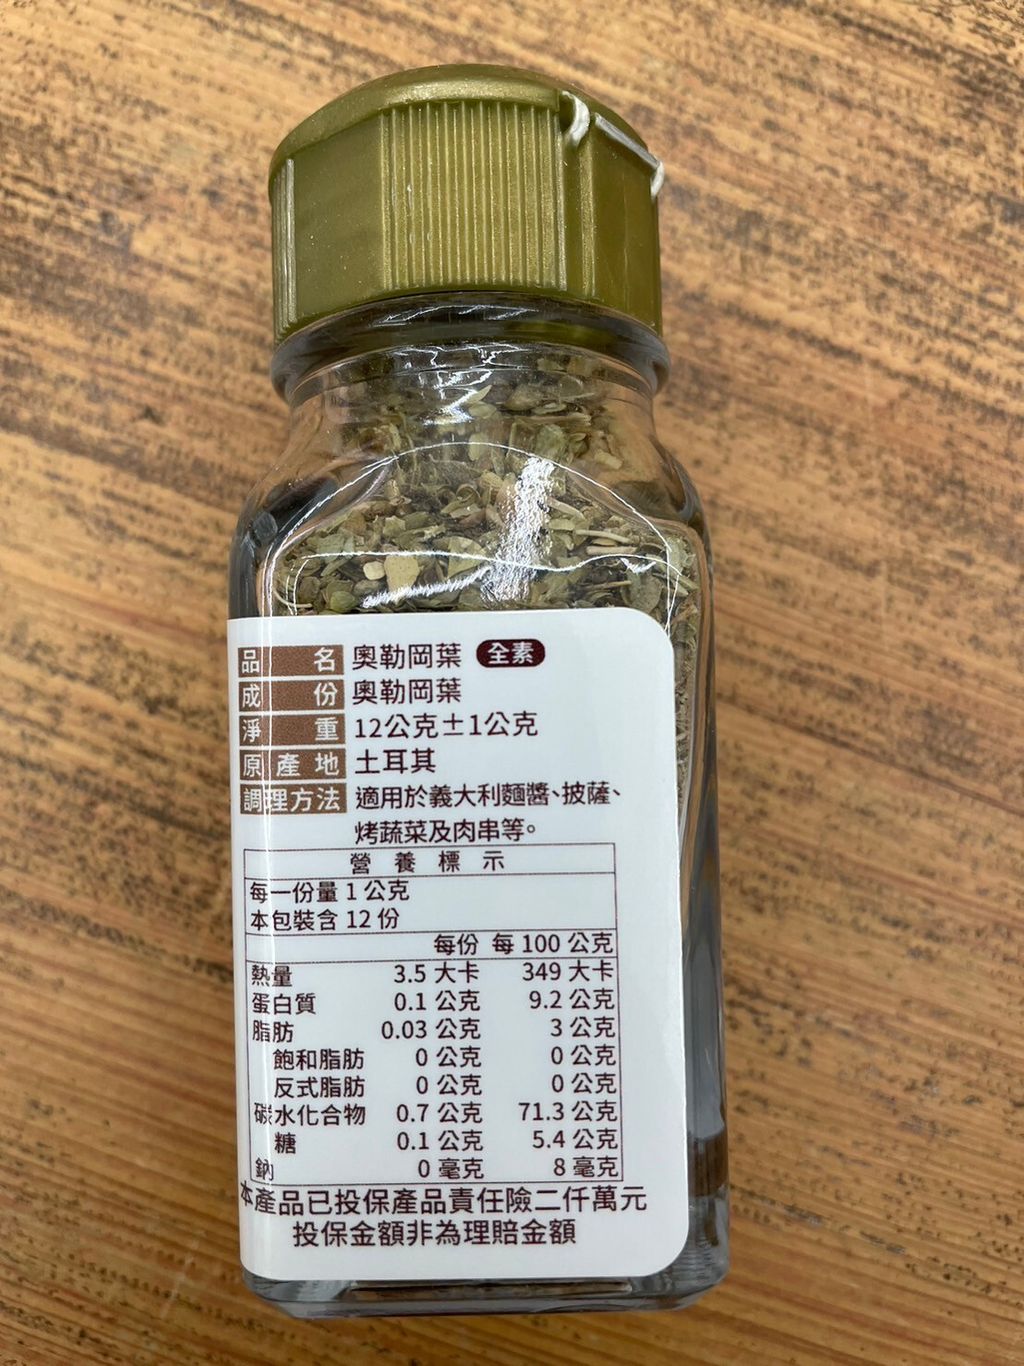 品名 奧勒岡葉 全素
成份 奧勒岡葉
淨重 12公克±1公克
原產地 土耳其
調理方法 適用於義大利麵醬、披薩、
烤蔬菜及肉串等。
營養標示
每一份量 1 公克
本包裝含 12 份
每份 每 100 公克
熱量 3.5 大卡 349 大卡
蛋白質 0.1 公克 9.2 公克
脂肪 0.03 公克 3 公克
飽和脂肪 0 公克 0 公克
反式脂肪 0 公克 0 公克
碳水化合物 0.7 公克 71.3 公克
糖 0.1 公克 5.4 公克
鈉 0 毫克 8 毫克
本產品已投保產品責任險二仟萬元
投保金額非為理賠金額